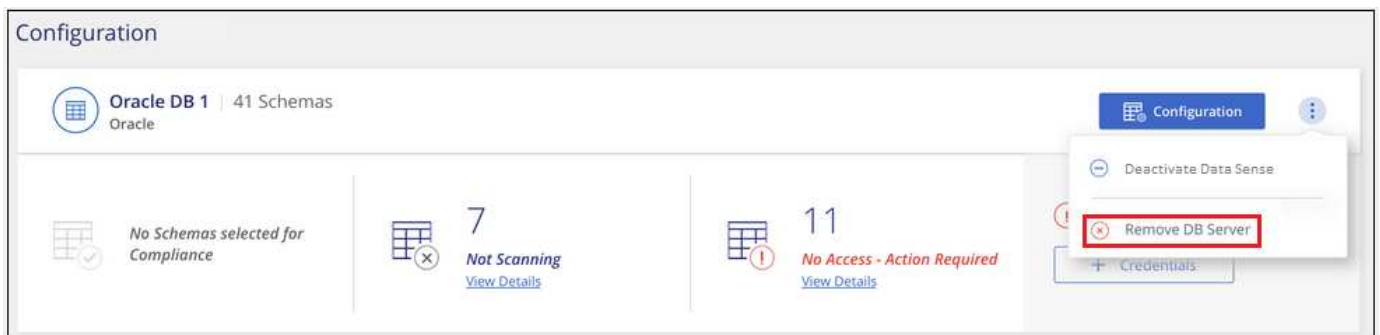 Configuration
Oracle DB 1 | 41 Schemas
Oracle
Configuration
Deactivate Data Sense
Remove DB Server
No Schemas selected for
Compliance
7
Not Scanning
View Details
11
No Access - Action Required
View Details
+ Credentials